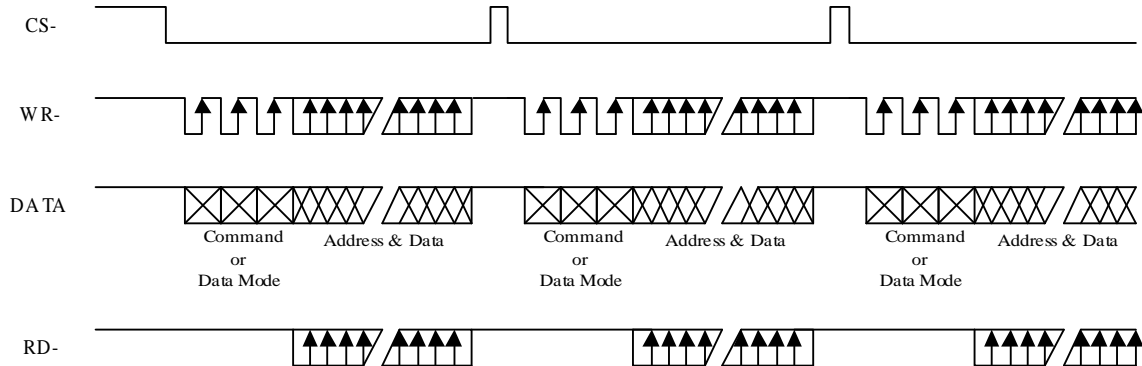 CS-
WR-
DATA
Command
or
Data Mode
Address & Data
Command
or
Data Mode
Address & Data
Command
or
Data Mode
Address & Data
RD-